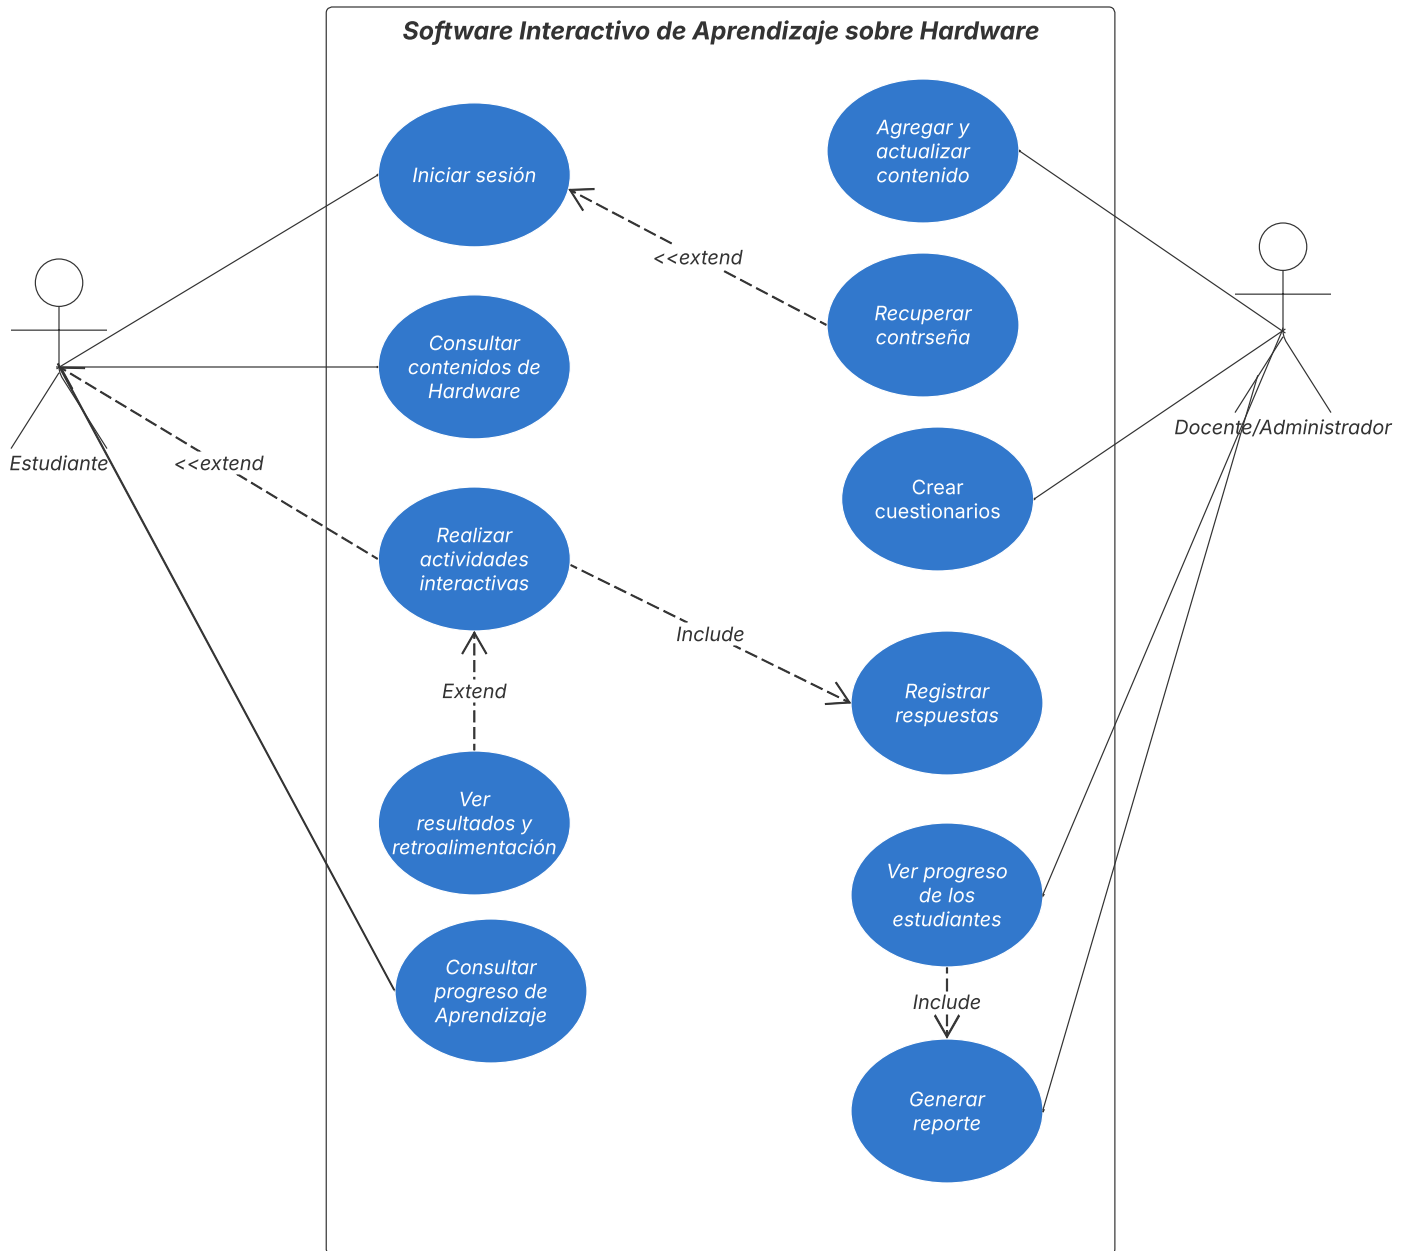 Software Interactivo de Aprendizaje sobre Hardware
Iniciar sesión
Agregar y
actualizar
contenido
<<extend
Recuperar
contrseña
Consultar
contenidos de
Hardware
Estudiante
<<extend
Docente/Administrador
Crear
cuestionarios
Realizar
actividades
interactivas
Include
Extend
Registrar
respuestas
Ver
resultados y
retroalimentación
Ver progreso
de los
estudiantes
Consultar
progreso de
Aprendizaje
Include
Generar
reporte